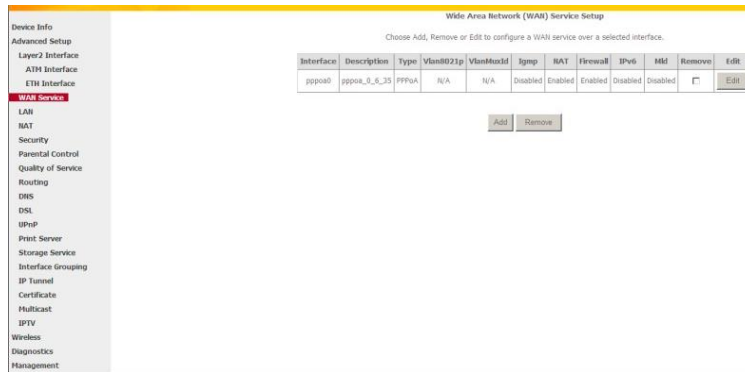 Wide Area Network (WAN) Service Setup
Choose Add, Remove or Edit to configure a WAN service over a selected interface.
Interface Description Type Vlan8021p VlanMuxId Igmp NAT Firewall IPv6 Mld Remove Edit
pppoa0 pppoa_0_6_35 PPPoA N/A N/A Disabled Enabled Enabled Disabled Disabled Edit
Add Remove
Device Info
Advanced Setup
Layer2 Interface
ATM Interface
ETH Interface
WAN Service
LAN
NAT
Security
Parental Control
Quality of Service
Routing
DNS
DSL
UPnP
Print Server
Storage Service
Interface Grouping
IP Tunnel
Certificate
Multicast
IPTV
Wireless
Diagnostics
Management